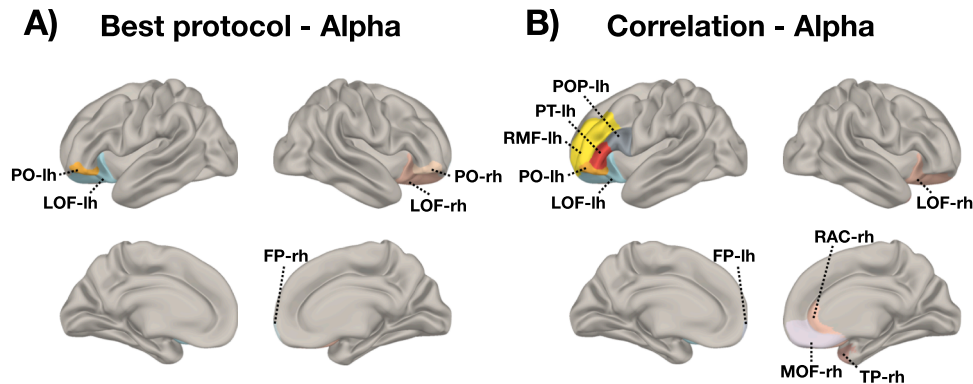 A) Best protocol - Alpha
PO-lh
LOF-lh
PO-rh
LOF-rh
FP-rh
B) Correlation - Alpha
POP-lh
PT-lh
RMF-lh
PO-lh
LOF-lh
LOF-rh
FP-lh
RAC-rh
MOF-rh
TP-rh